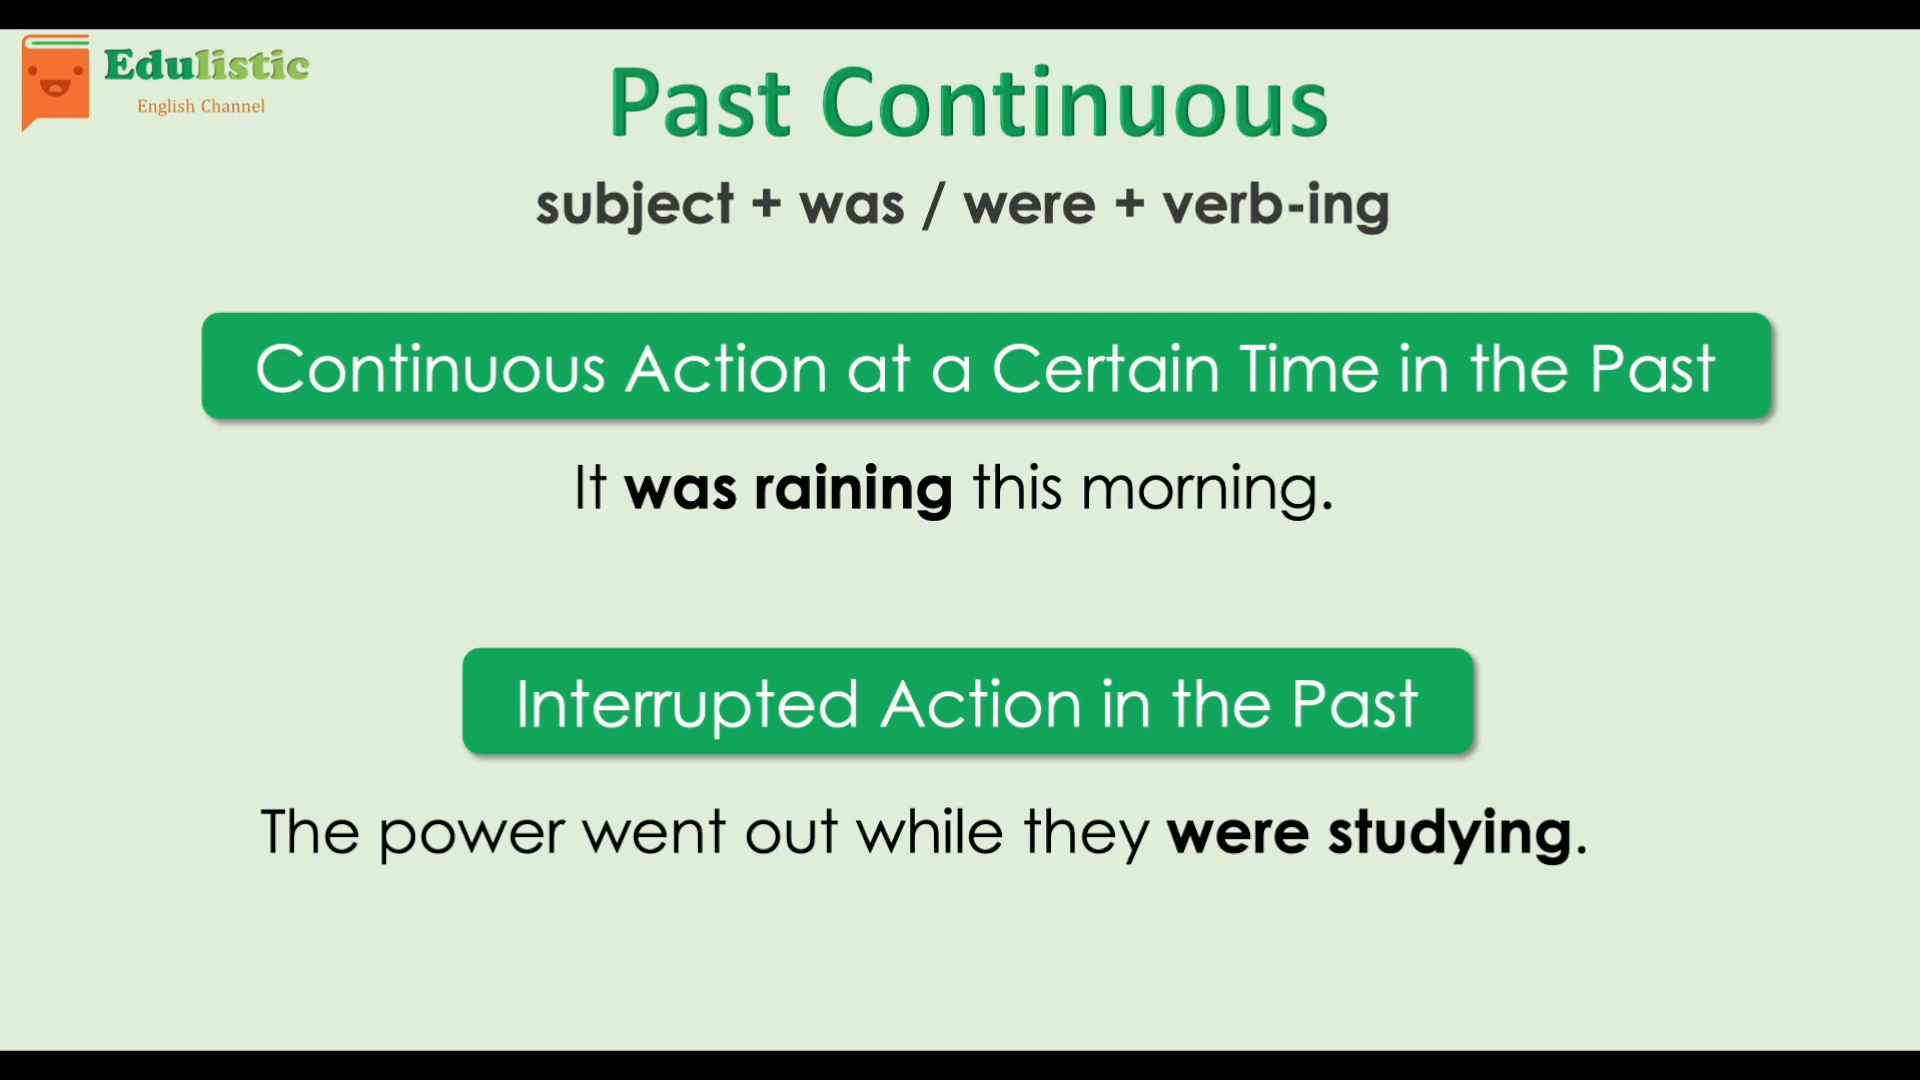 Edulistic
English Channel
Past Continuous
subject + was / were + verb-ing
Continuous Action at a Certain Time in the Past
It was raining this morning.
Interrupted Action in the Past
The power went out while they were studying.